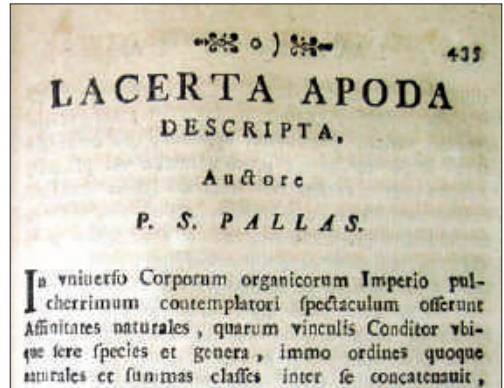 435
LACERTA APODA
DESCRIPTA,
Auctore
P. S. PALLAS.
In vniuerſo Corporum organicorum Imperio pul-
cherrimum contemplatori ſpectaculum offerunt
Affinitates naturales, quarum vinculis Conditor vbi-
que fere ſpecies et genera, immo ordines quoque
naturales et ſummas claſſes inter ſe concatenauit,